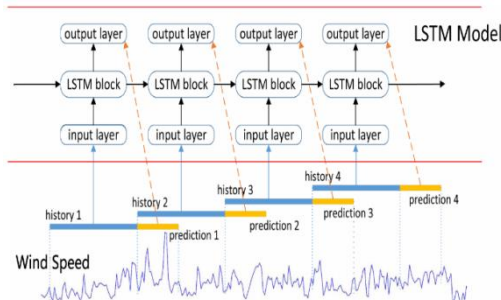 output layer output layer output layer output layer LSTM Model
LSTM block LSTM block LSTM block LSTM block
input layer input layer input layer input layer
history 4
history 3
history 2
prediction 4
history 1
prediction 3
prediction 2
prediction 1
Wind Speed